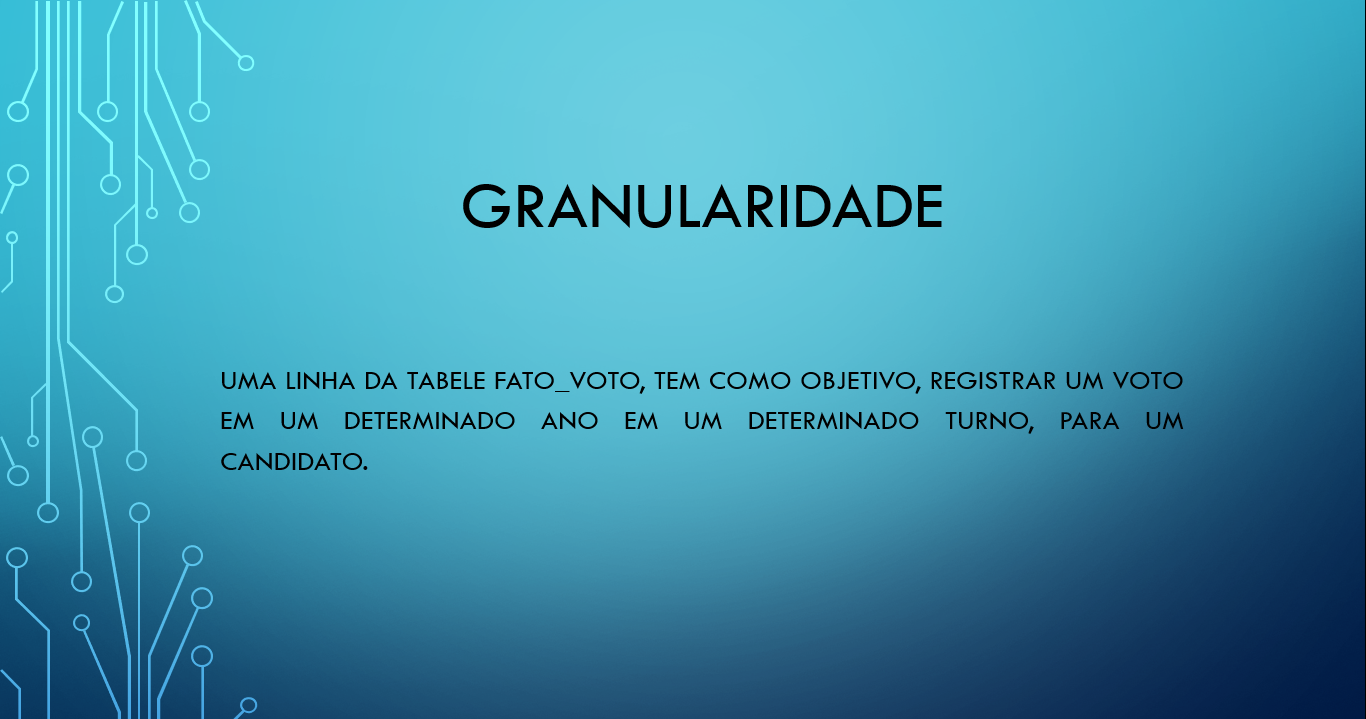 GRANULARIDADE
UMA LINHA DA TABELE FATO_VOTO, TEM COMO OBJETIVO, REGISTRAR UM VOTO
EM UM DETERMINADO ANO EM UM DETERMINADO TURNO, PARA UM
CANDIDATO.